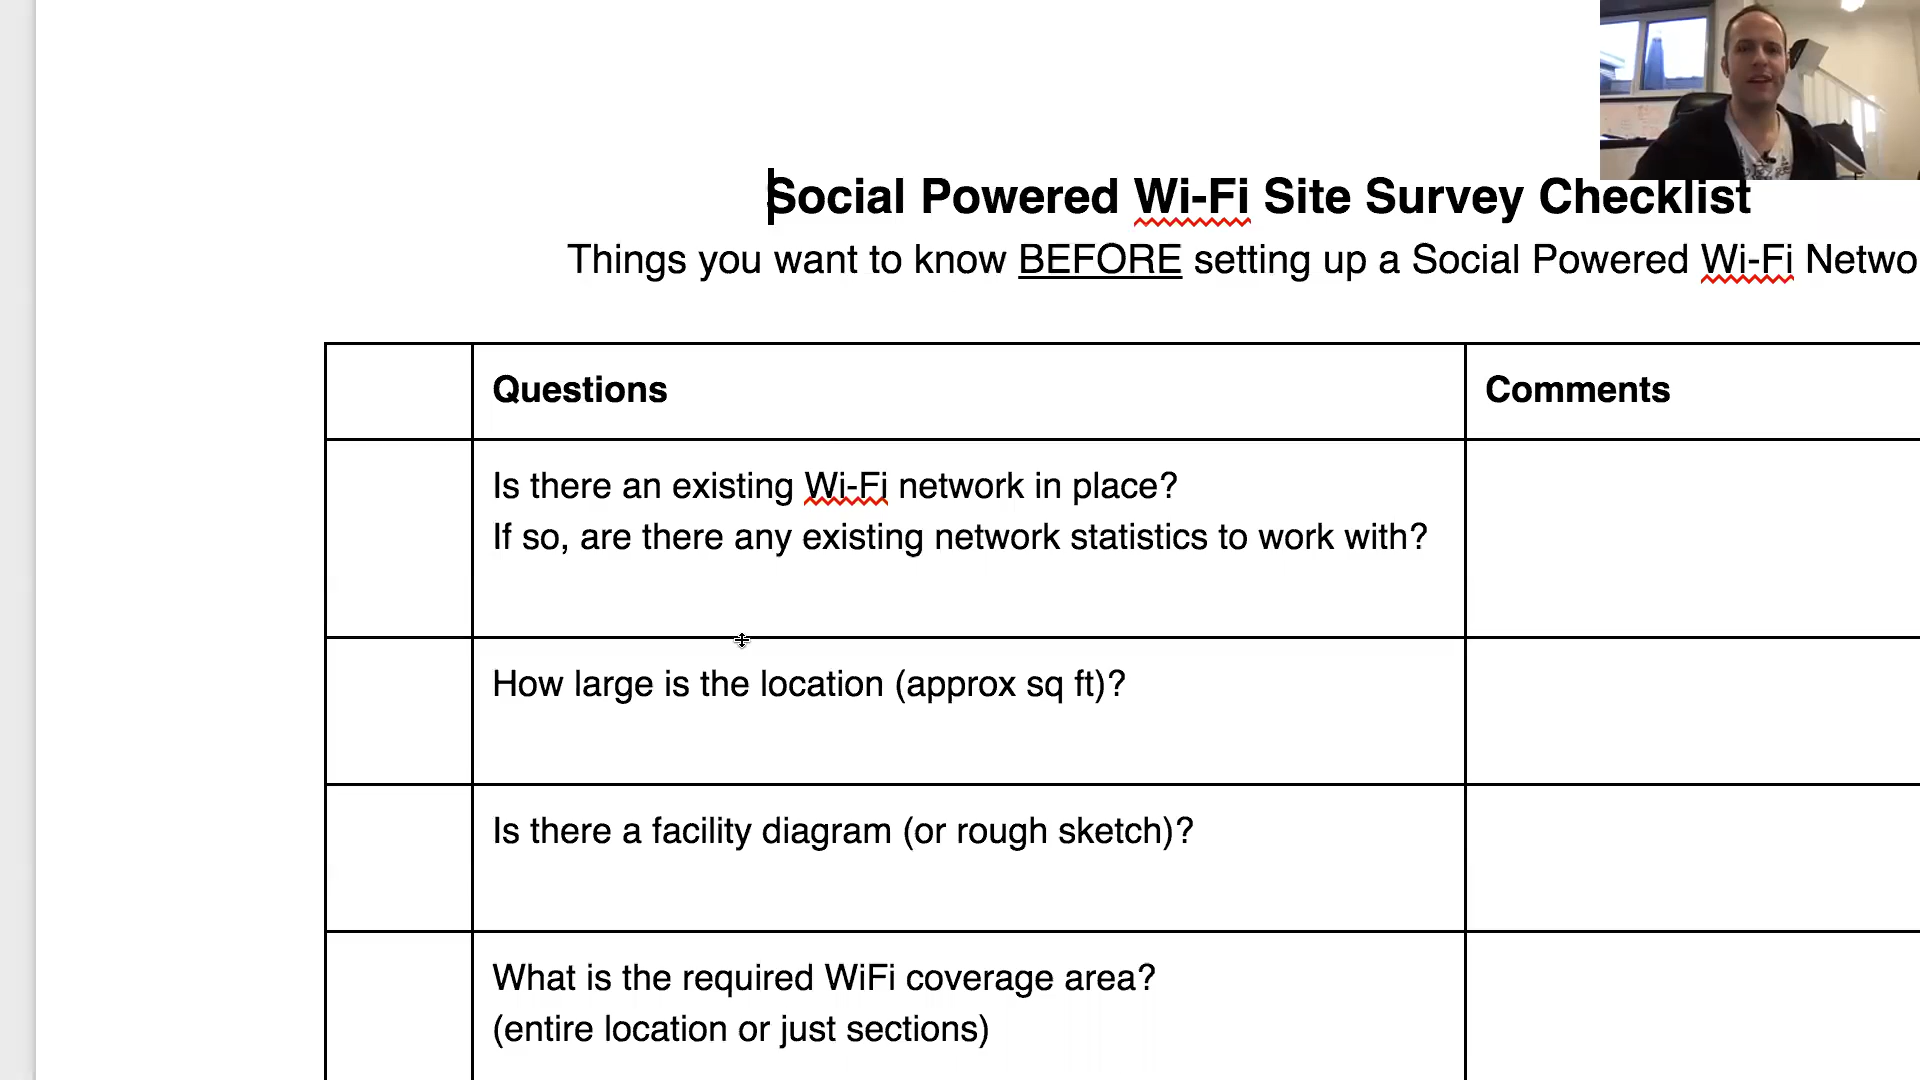 Social Powered Wi-Fi Site Survey Checklist
Things you want to know BEFORE setting up a Social Powered Wi-Fi Netwo
Questions
Comments
Is there an existing Wi-Fi network in place?
If so, are there any existing network statistics to work with?
How large is the location (approx sq ft)?
Is there a facility diagram (or rough sketch)?
What is the required WiFi coverage area?
(entire location or just sections)